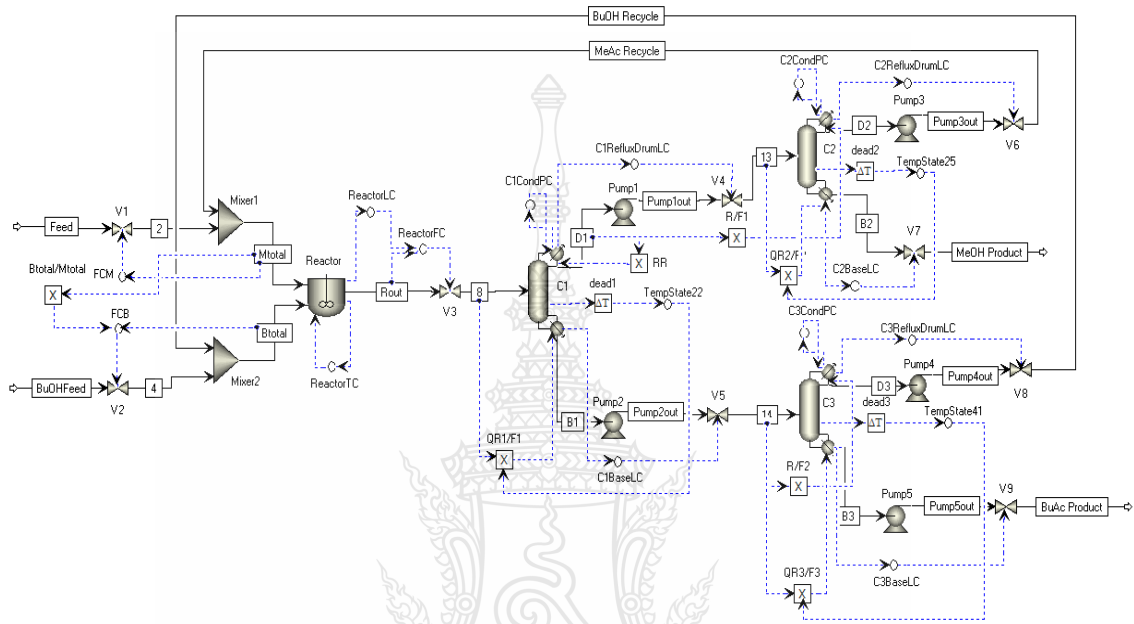 BuOH Recycle
MeAc Recycle
C2CondPC
C2RefluxDrumLC
Pump3
D2
Pump3out
V6
C2
dead2
ΔT
TempState25
C1RefluxDrumLC
V4
13
C1CondPC
Pump1
Pump1out
D1
R/F1
X
RR
X
B2
V7
MeOH Product
QR2/F
X
C2BaseLC
V1
Feed
2
Mixer1
ReactorLC
ReactorFC
Mtotal
Reactor
Btotal/Mtotal
X
FCM
Rout
V3
8
C1
dead1
ΔT
TempState22
FCB
Btotal
Mixer2
ReactorTC
BuOHFeed
V2
4
C3CondPC
C3RefluxDrumLC
Pump4
D3
Pump4out
V8
C3
dead3
ΔT
TempState41
Pump2
B1
Pump2out
V5
14
QR1/F1
X
C1BaseLC
R/F2
X
Pump5
B3
Pump5out
V9
BuAc Product
C3BaseLC
QR3/F3
X